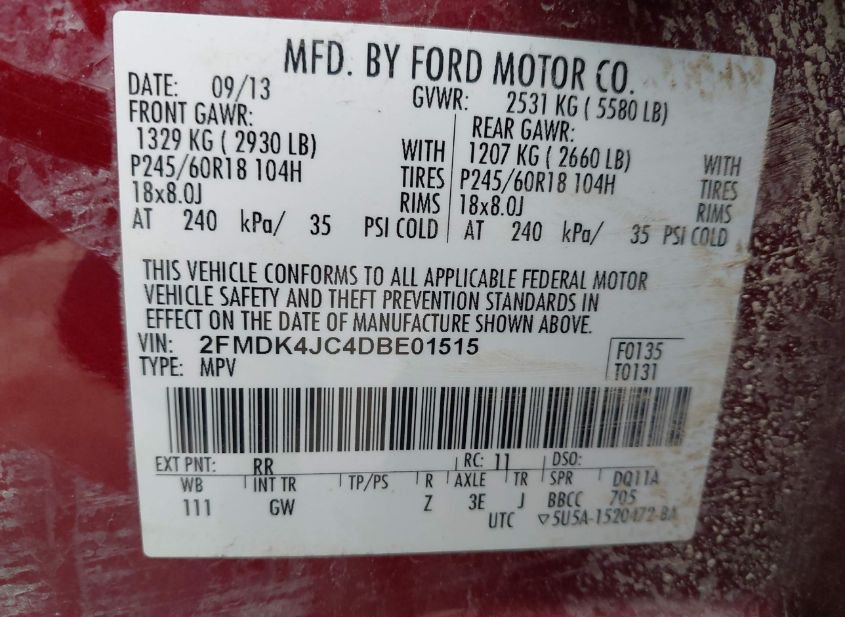 MFD. BY FORD MOTOR CO.
DATE: 09/13 GVWR: 2531 KG ( 5580 LB)
FRONT GAWR: REAR GAWR:
1329 KG ( 2930 LB) WITH 1207 KG ( 2660 LB) WITH
P245/60R18 104H TIRES P245/60R18 104H TIRES
18x8.0J RIMS 18x8.0J RIMS
AT 240 kPa/ 35 PSI COLD AT 240 kPa/ 35 PSI COLD
THIS VEHICLE CONFORMS TO ALL APPLICABLE FEDERAL MOTOR
VEHICLE SAFETY AND THEFT PREVENTION STANDARDS IN
EFFECT ON THE DATE OF MANUFACTURE SHOWN ABOVE.
VIN: 2FMDK4JC4DBE01515 F0135
TYPE: MPV T0131
EXT PNT: RR RC: 11 DSO:
WB INT TR TP/PS R AXLE TR SPR DQ11A
111 GW Z 3E J BBCC 705
UTC ▽5U5A-1520472-BA